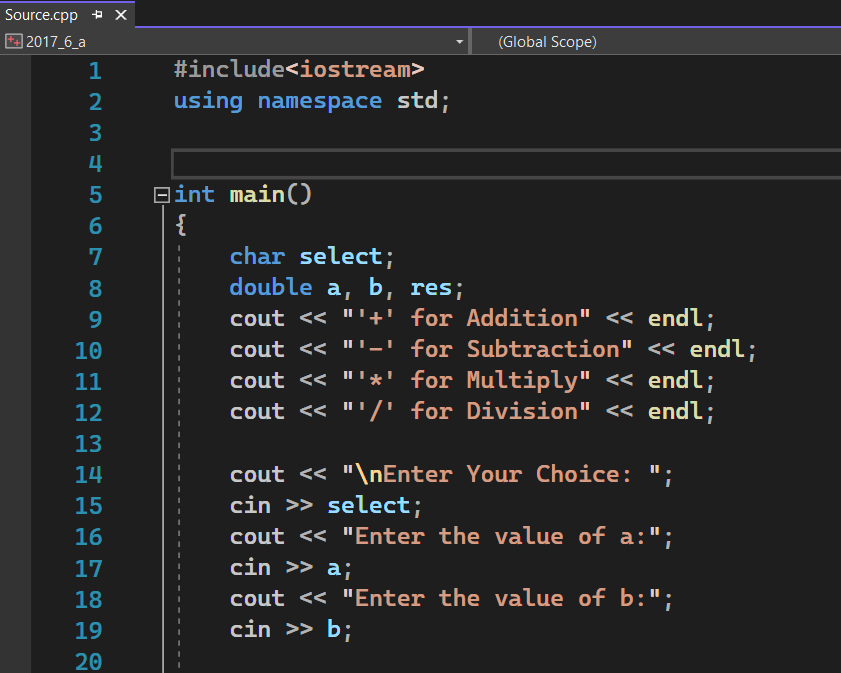 Source.cpp
2017_6_a (Global Scope)
1 #include<iostream>
2 using namespace std;
3
4
5 int main()
6 {
7 char select;
8 double a, b, res;
9 cout << "'+' for Addition" << endl;
10 cout << "'-' for Subtraction" << endl;
11 cout << "'*' for Multiply" << endl;
12 cout << "'/' for Division" << endl;
13
14 cout << "\nEnter Your Choice: ";
15 cin >> select;
16 cout << "Enter the value of a:";
17 cin >> a;
18 cout << "Enter the value of b:";
19 cin >> b;
20